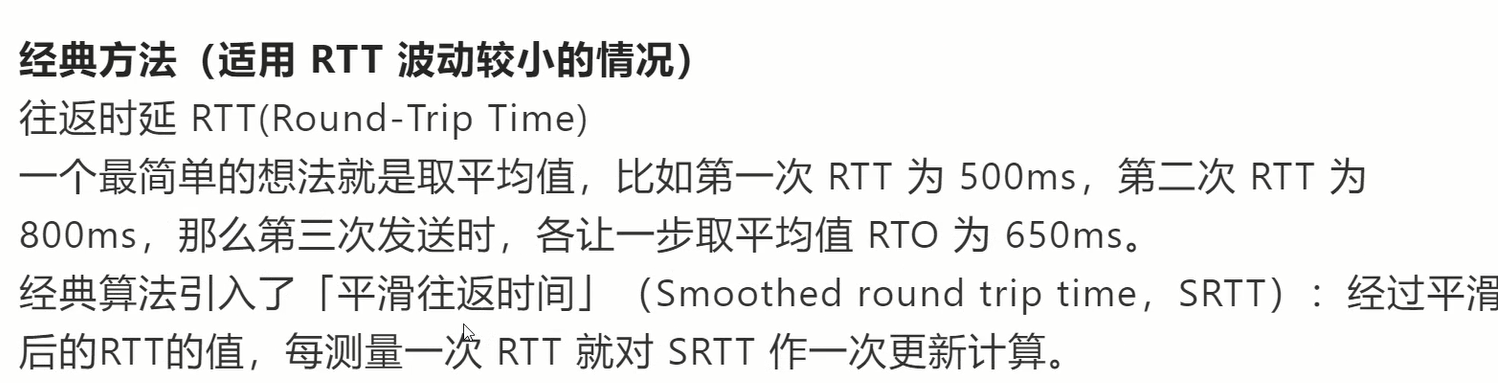 经典方法（适用 RTT 波动较小的情况）
往返时延 RTT(Round-Trip Time)
一个最简单的想法就是取平均值，比如第一次 RTT 为 500ms，第二次 RTT 为
800ms，那么第三次发送时，各让一步取平均值 RTO 为 650ms。
经典算法引入了「平滑往返时间」（Smoothed round trip time，SRTT）：经过平滑
后的RTT的值，每测量一次 RTT 就对 SRTT 作一次更新计算。